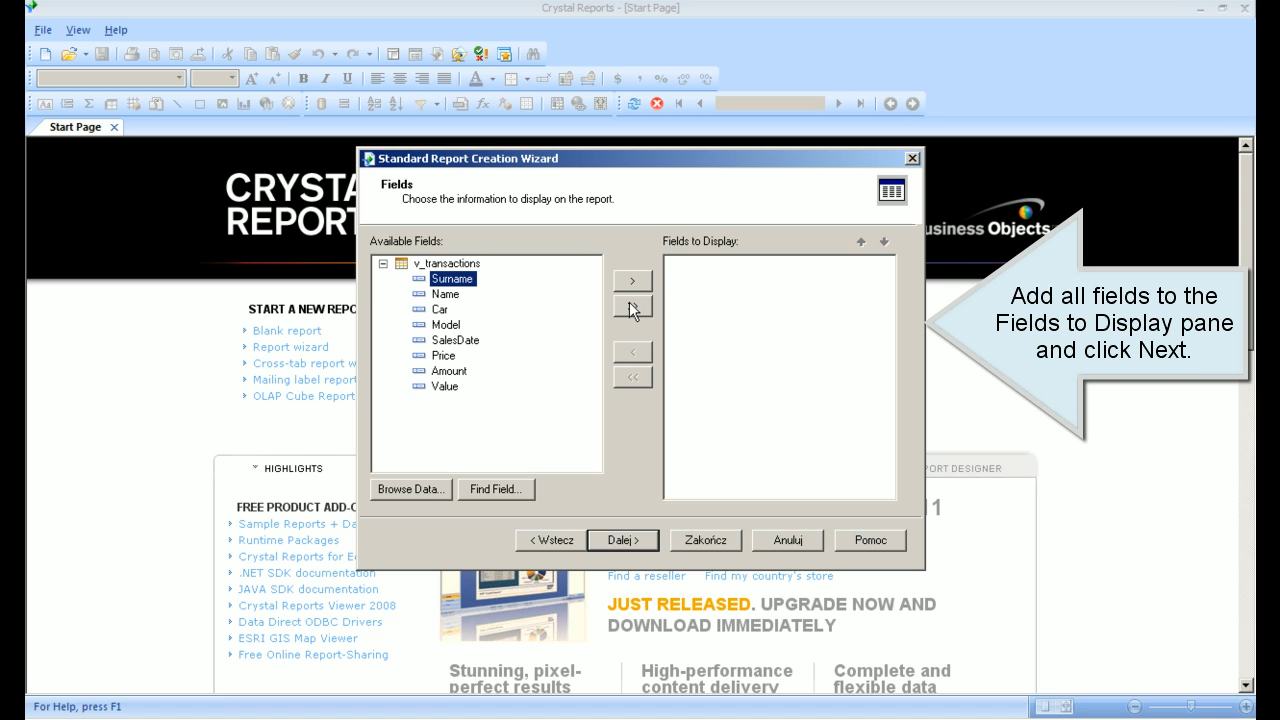 Crystal Reports - [Start Page]
File View Help
Start Page
CRYSTA
REPORT
Business Objects
START A NEW REPO
Blank report
Report wizard
Cross-tab report w
Mailing label report
OLAP Cube Report
HIGHLIGHTS
FREE PRODUCT ADD-O
Sample Reports + Da
Runtime Packages
Crystal Reports for E
.NET SDK documentation
JAVA SDK documentation
Crystal Reports Viewer 2008
Data Direct ODBC Drivers
ESRI GIS Map Viewer
Free Online Report-Sharing
Standard Report Creation Wizard
Fields
Choose the information to display on the report.
Available Fields:
v_transactions
Surname
Name
Car
Model
SalesDate
Price
Amount
Value
Browse Data... Find Field...
>
<
<<
Fields to Display:
< Wstecz Dalej > Zakończ Anuluj Pomoc
Add all fields to the
Fields to Display pane
and click Next.
PORT DESIGNER
11
Find a reseller Find my country's store
JUST RELEASED. UPGRADE NOW AND
DOWNLOAD IMMEDIATELY
Stunning, pixel-
perfect results
High-performance
content delivery
Complete and
flexible data
For Help, press F1